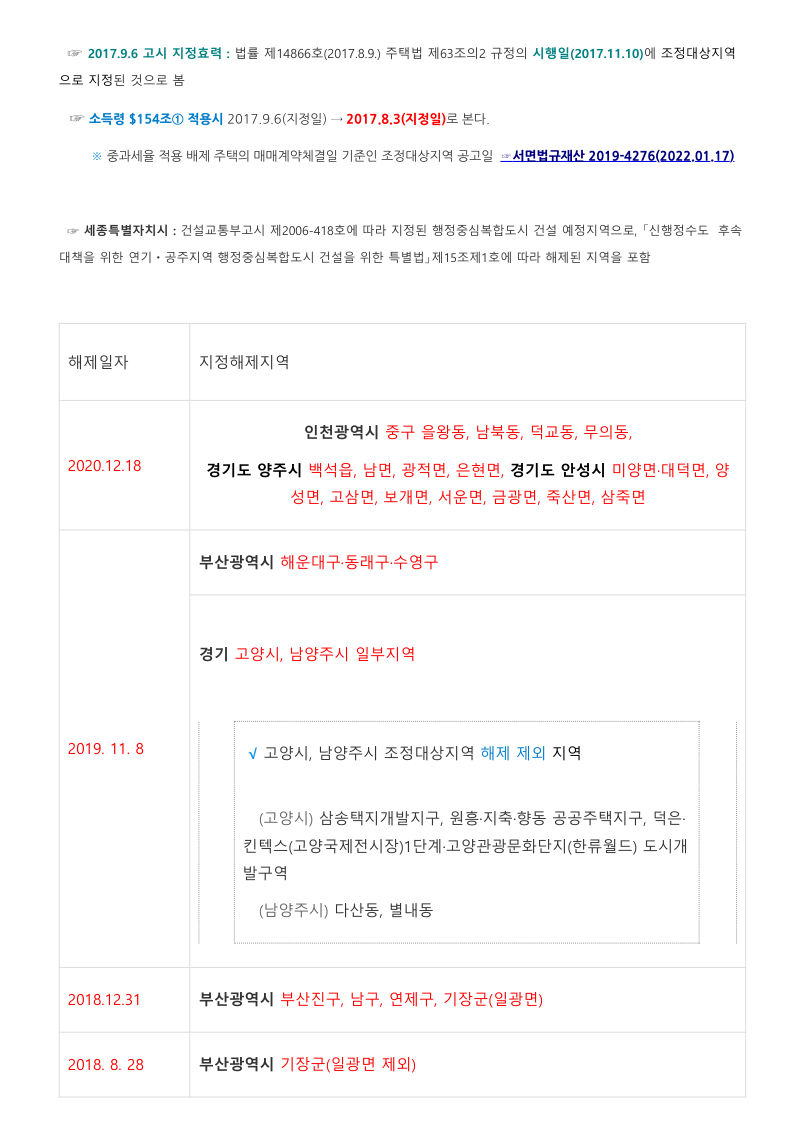 ☞ 2017.9.6 고시 지정효력 : 법률 제14866호(2017.8.9.) 주택법 제63조의2 규정의 시행일(2017.11.10)에 조정대상지역
으로 지정된 것으로 봄
☞ 소득령 $154조① 적용시 2017.9.6(지정일) → 2017.8.3(지정일)로 본다.
※ 중과세율 적용 배제 주택의 매매계약체결일 기준인 조정대상지역 공고일 ☞서면법규재산 2019-4276(2022.01.17)
☞ 세종특별자치시 : 건설교통부고시 제2006-418호에 따라 지정된 행정중심복합도시 건설 예정지역으로, 「신행정수도 후속
대책을 위한 연기・공주지역 행정중심복합도시 건설을 위한 특별법」제15조제1호에 따라 해제된 지역을 포함
해제일자 지정해제지역
인천광역시 중구 을왕동, 남북동, 덕교동, 무의동,
2020.12.18 경기도 양주시 백석읍, 남면, 광적면, 은현면, 경기도 안성시 미양면·대덕면, 양
성면, 고삼면, 보개면, 서운면, 금광면, 죽산면, 삼죽면
부산광역시 해운대구·동래구·수영구
경기 고양시, 남양주시 일부지역
2019. 11. 8 √ 고양시, 남양주시 조정대상지역 해제 제외 지역
(고양시) 삼송택지개발지구, 원흥·지축·향동 공공주택지구, 덕은·
킨텍스(고양국제전시장)1단계·고양관광문화단지(한류월드) 도시개
발구역
(남양주시) 다산동, 별내동
2018.12.31 부산광역시 부산진구, 남구, 연제구, 기장군(일광면)
2018. 8. 28 부산광역시 기장군(일광면 제외)